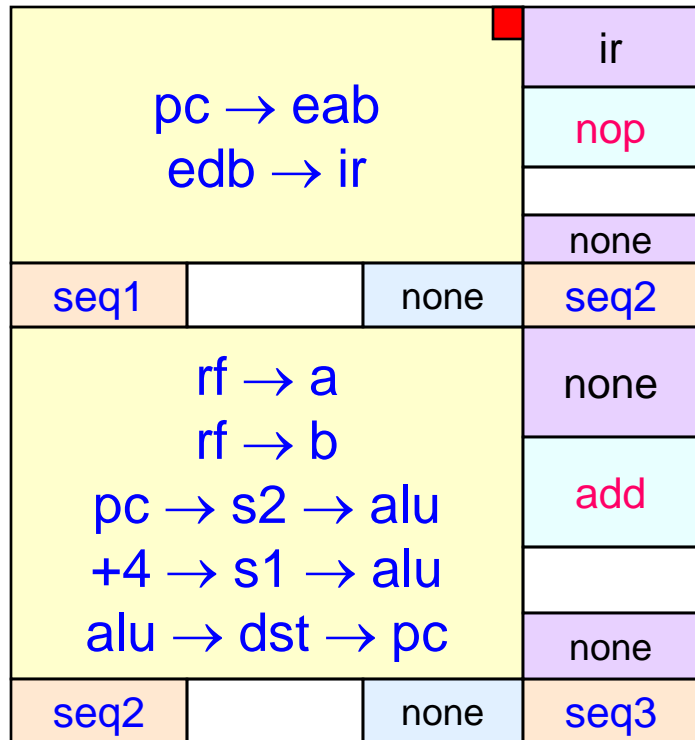 pc → eab
edb → ir
ir
nop
none
seq1
none
seq2
rf → a
rf → b
pc → s2 → alu
+4 → s1 → alu
alu → dst → pc
none
add
none
seq2
none
seq3